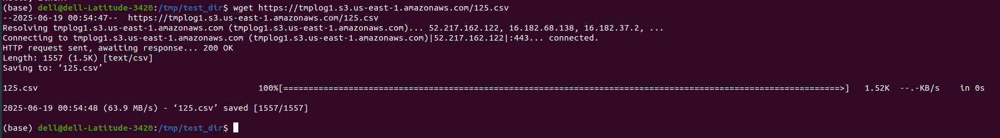 (base) dell@dell-Latitude-3420:/tmp/test_dir$ wget https://tmplog1.s3.us-east-1.amazonaws.com/125.csv
--2025-06-19 00:54:47--  https://tmplog1.s3.us-east-1.amazonaws.com/125.csv
Resolving tmplog1.s3.us-east-1.amazonaws.com (tmplog1.s3.us-east-1.amazonaws.com)... 52.217.162.122, 16.182.68.138, 16.182.37.2, ...
Connecting to tmplog1.s3.us-east-1.amazonaws.com (tmplog1.s3.us-east-1.amazonaws.com)|52.217.162.122|:443... connected.
HTTP request sent, awaiting response... 200 OK
Length: 1557 (1.5K) [text/csv]
Saving to: ‘125.csv’
125.csv 100%[===============================================================================================================>] 1.52K --.-KB/s in 0s
2025-06-19 00:54:48 (63.9 MB/s) - ‘125.csv’ saved [1557/1557]
(base) dell@dell-Latitude-3420:/tmp/test_dir$